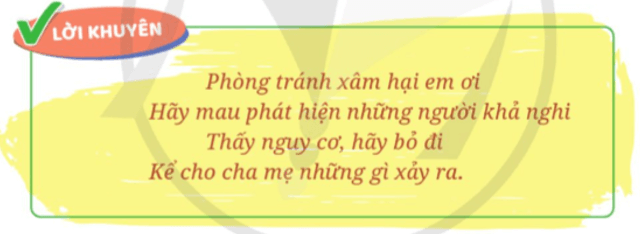 LỜI KHUYÊN
Phòng tránh xâm hại em ơi
Hãy mau phát hiện những người khả nghi
Thấy nguy cơ, hãy bỏ đi
Kể cho cha mẹ những gì xảy ra.